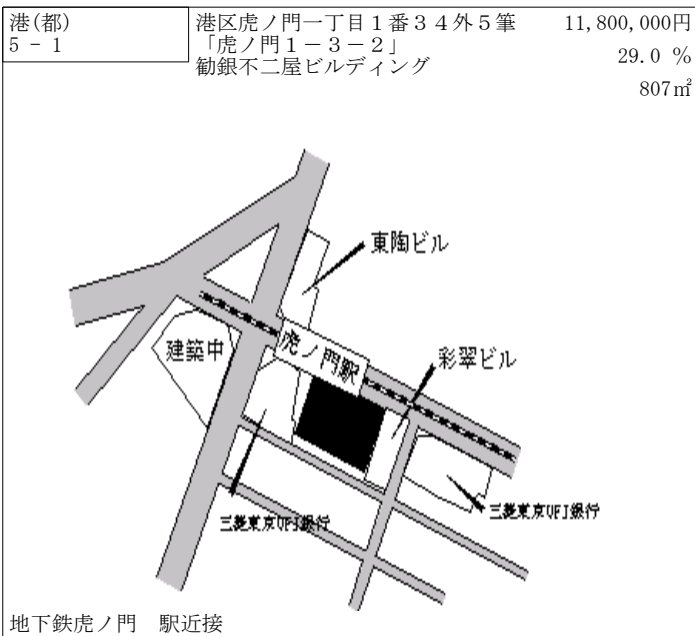 港(都)
5 - 1
港区虎ノ門一丁目１番３４外５筆
「虎ノ門１－３－２」
勧銀不二屋ビルディング
11,800,000円
29.0 %
807㎡
東陶ビル
虎ノ門駅
建築中
彩翠ビル
三菱東京UFJ銀行
三菱東京UFJ銀行
地下鉄虎ノ門　駅近接